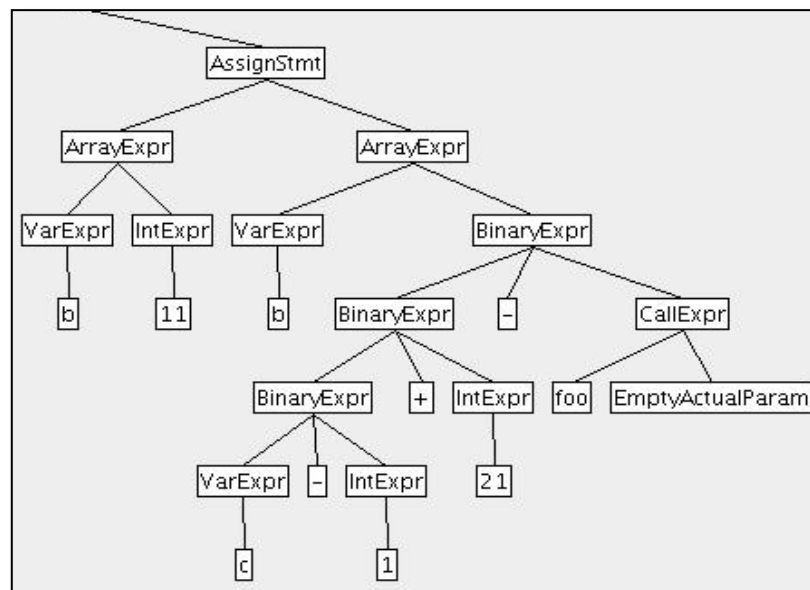 AssignStmt
ArrayExpr ArrayExpr
VarExpr IntExpr VarExpr BinaryExpr
b 11 b BinaryExpr - CallExpr
BinaryExpr + IntExpr foo EmptyActualParam
VarExpr - IntExpr 21
c 1